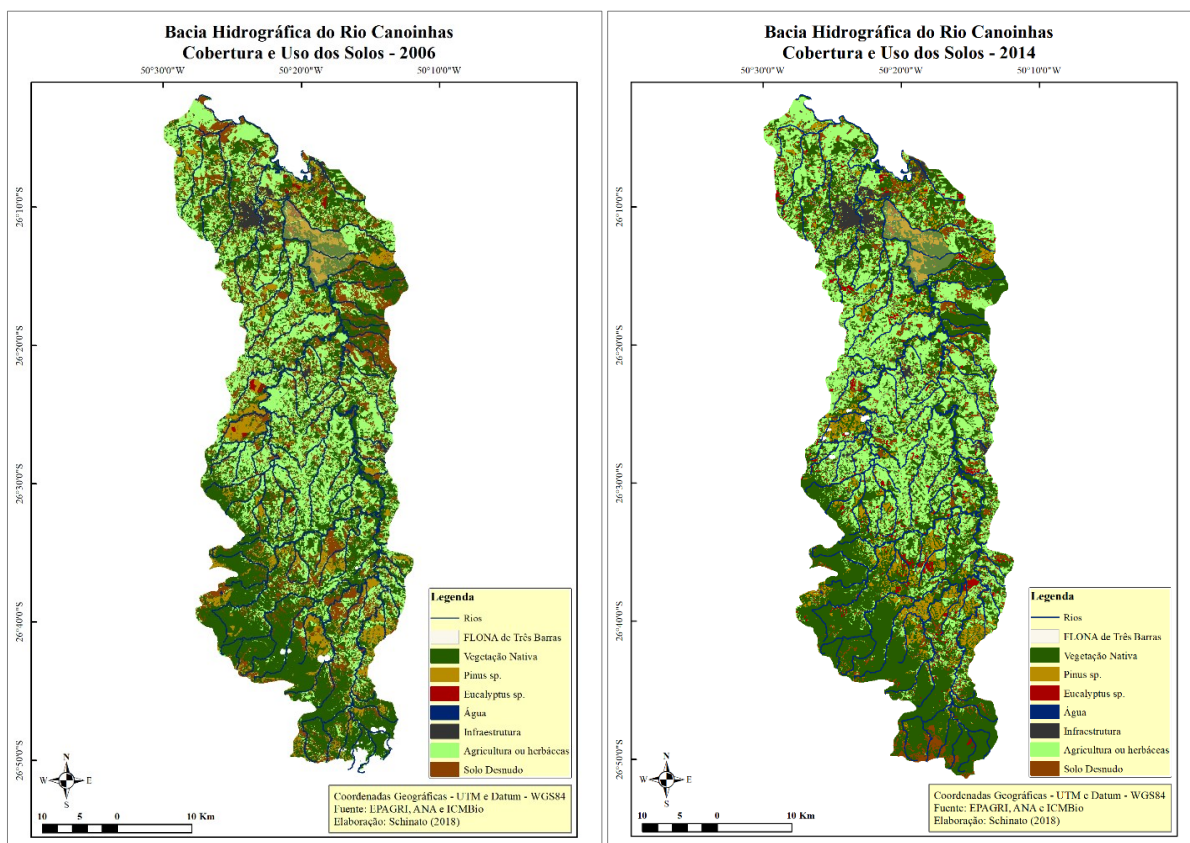 Bacia Hidrográfica do Rio Canoinhas
Cobertura e Uso dos Solos - 2006
50°30'0"W 50°20'0"W 50°10'0"W
26°10'0"S
26°20'0"S
26°30'0"S
26°40'0"S
26°50'0"S
Legenda
Rios
FLONA de Três Barras
Vegetação Nativa
Pinus sp.
Eucalyptus sp.
Água
Infraestrutura
Agricultura ou herbáceas
Solo Desnudo
N
W E
S
10 5 0 10 Km
Coordenadas Geográficas - UTM e Datum - WGS84
Fuente: EPAGRI, ANA e ICMBio
Elaboração: Schinato (2018)
Bacia Hidrográfica do Rio Canoinhas
Cobertura e Uso dos Solos - 2014
50°30'0"W 50°20'0"W 50°10'0"W
26°10'0"S
26°20'0"S
26°30'0"S
26°40'0"S
26°50'0"S
Legenda
Rios
FLONA de Três Barras
Vegetação Nativa
Pinus sp.
Eucalyptus sp.
Água
Infraestrutura
Agricultura ou herbáceas
Solo Desnudo
N
W E
S
10 5 0 10 Km
Coordenadas Geográficas - UTM e Datum - WGS84
Fuente: EPAGRI, ANA e ICMBio
Elaboração: Schinato (2018)